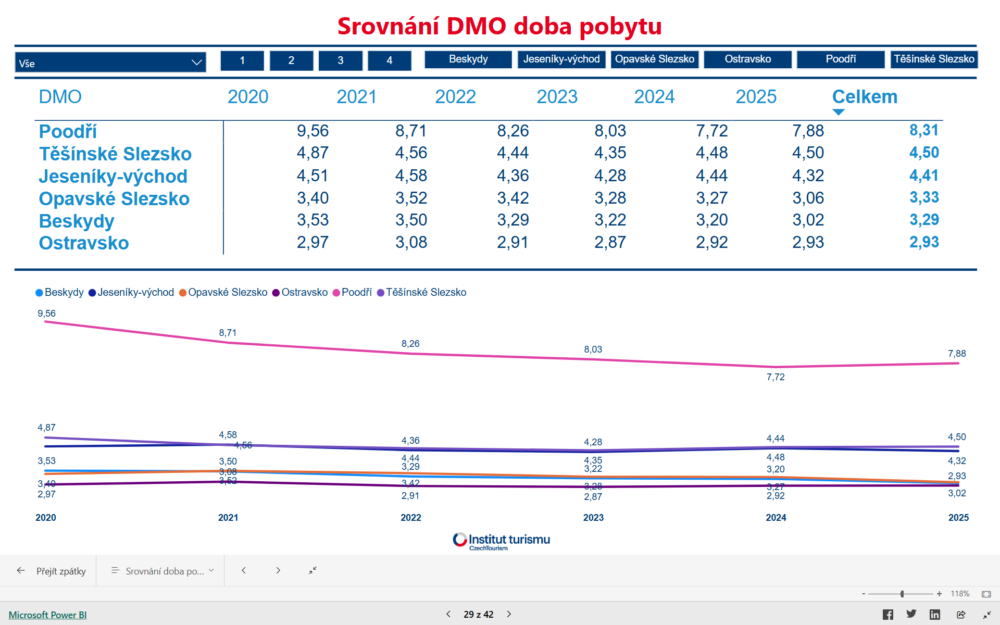 Srovnání DMO doba pobytu
Vše 1 2 3 4 Beskydy Jeseníky-východ Opavské Slezsko Ostravsko Poodří Těšínské Slezsko
DMO 2020 2021 2022 2023 2024 2025 Celkem
Poodří 9,56 8,71 8,26 8,03 7,72 7,88 8,31
Těšínské Slezsko 4,87 4,56 4,44 4,35 4,48 4,50 4,50
Jeseníky-východ 4,51 4,58 4,36 4,28 4,44 4,32 4,41
Opavské Slezsko 3,40 3,52 3,42 3,28 3,27 3,06 3,33
Beskydy 3,53 3,50 3,29 3,22 3,20 3,02 3,29
Ostravsko 2,97 3,08 2,91 2,87 2,92 2,93 2,93
Beskydy Jeseníky-východ Opavské Slezsko Ostravsko Poodří Těšínské Slezsko
9,56
8,71
8,26
8,03
7,88
7,72
4,87 4,58 4,36 4,28 4,44 4,50
4,56
3,53 3,50 4,44 4,35 4,48 4,32
3,08 3,29 3,22 3,20 2,93
3,40 3,52 3,42 3,28 3,27
2,97 2,91 2,87 2,92 3,02
2020 2021 2022 2023 2024 2025
Institut turismu
CzechTourism
Přejít zpátky Srovnání doba po...
- + 118%
Microsoft Power BI 29 z 42